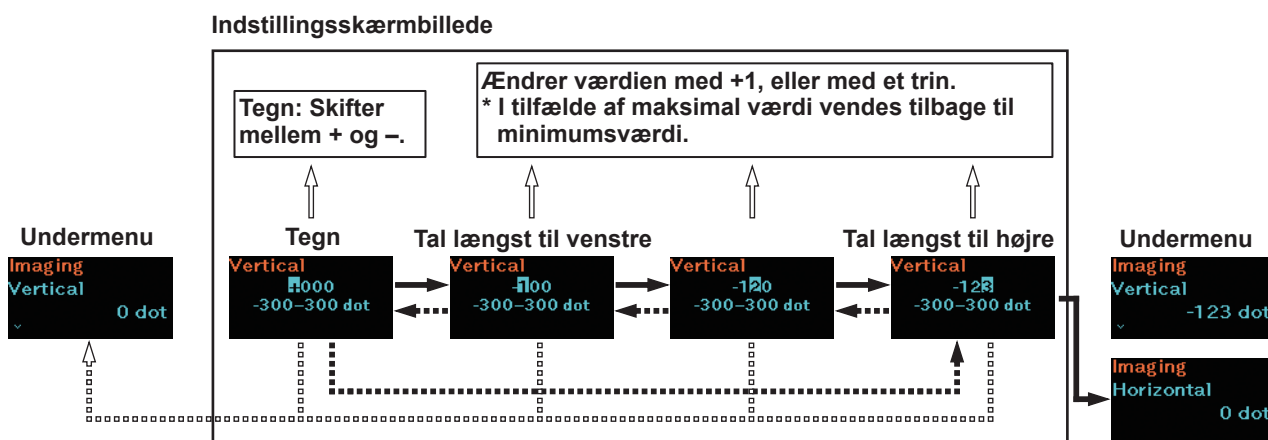 Indstillingsskærmbillede
Tegn: Skifter
mellem + og –.
Ændrer værdien med +1, eller med et trin.
* I tilfælde af maksimal værdi vendes tilbage til
minimumsværdi.
Undermenu
Imaging
Vertical
0 dot
Tegn
Vertical
+000
-300–300 dot
Tal længst til venstre
Vertical
-100
-300–300 dot
Vertical
-120
-300–300 dot
Tal længst til højre
Vertical
-123
-300–300 dot
Undermenu
Imaging
Vertical
-123 dot
Imaging
Horizontal
0 dot